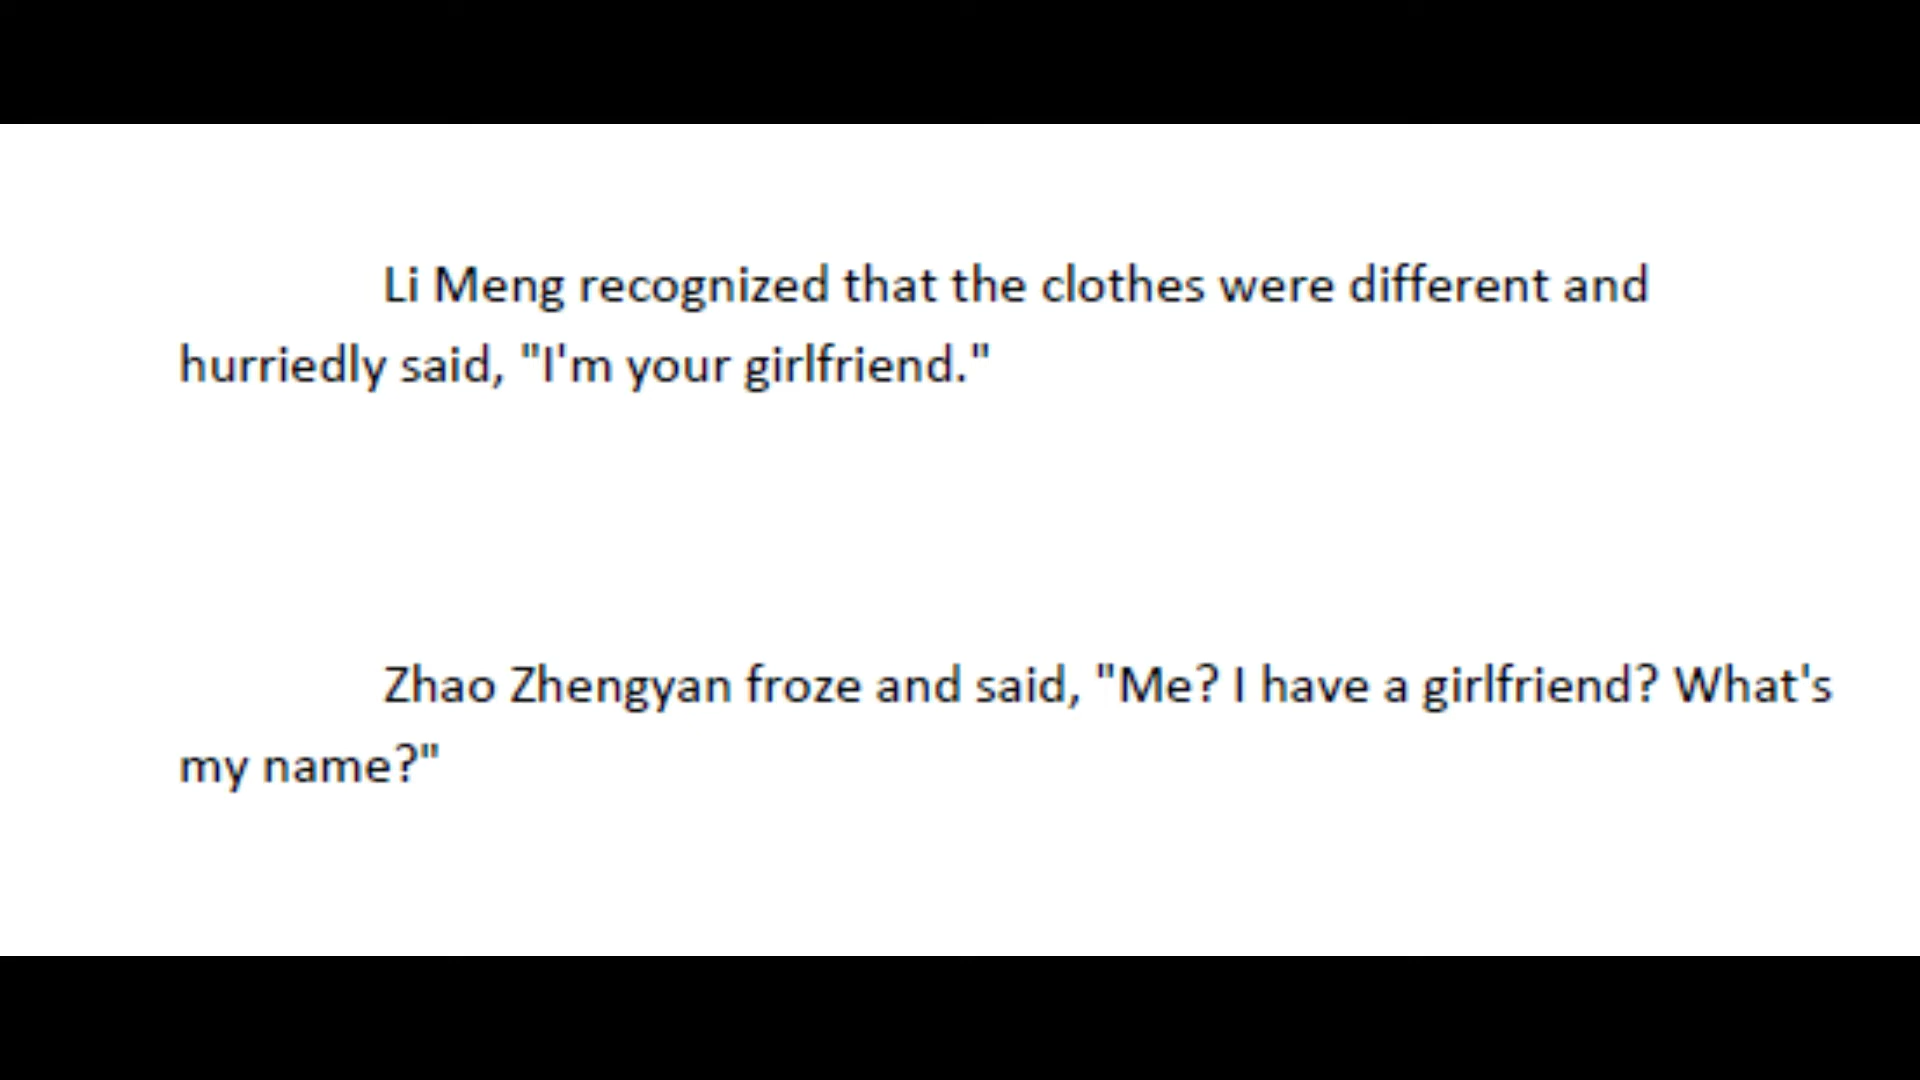 Li Meng recognized that the clothes were different and
hurriedly said, "I'm your girlfriend."
Zhao Zhengyan froze and said, "Me? I have a girlfriend? What's
my name?"